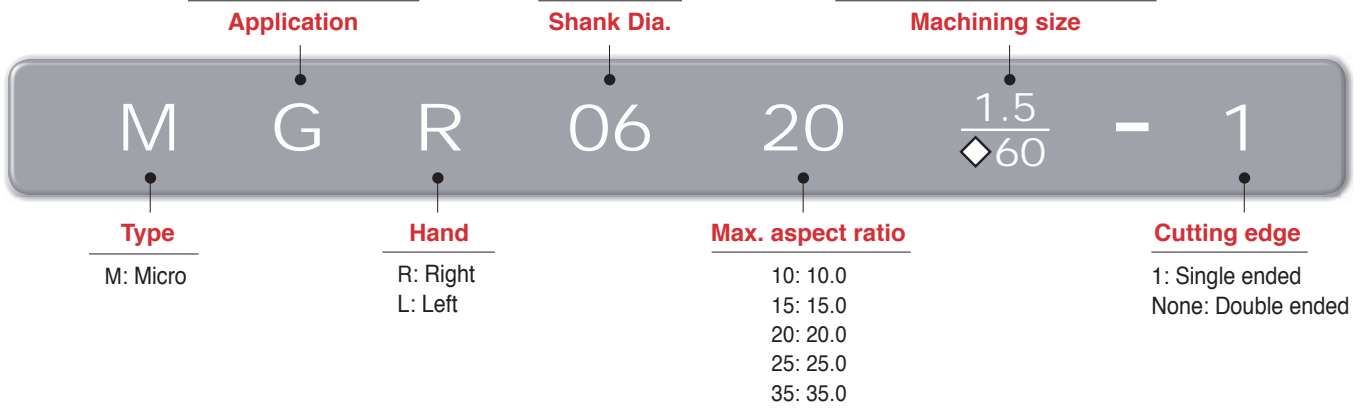 Application
Shank Dia.
Machining size
M G R 06 20 1.5 - 1
◇60
Type
Hand
Max. aspect ratio
Cutting edge
M: Micro
R: Right
L: Left
10: 10.0
15: 15.0
20: 20.0
25: 25.0
35: 35.0
1: Single ended
None: Double ended